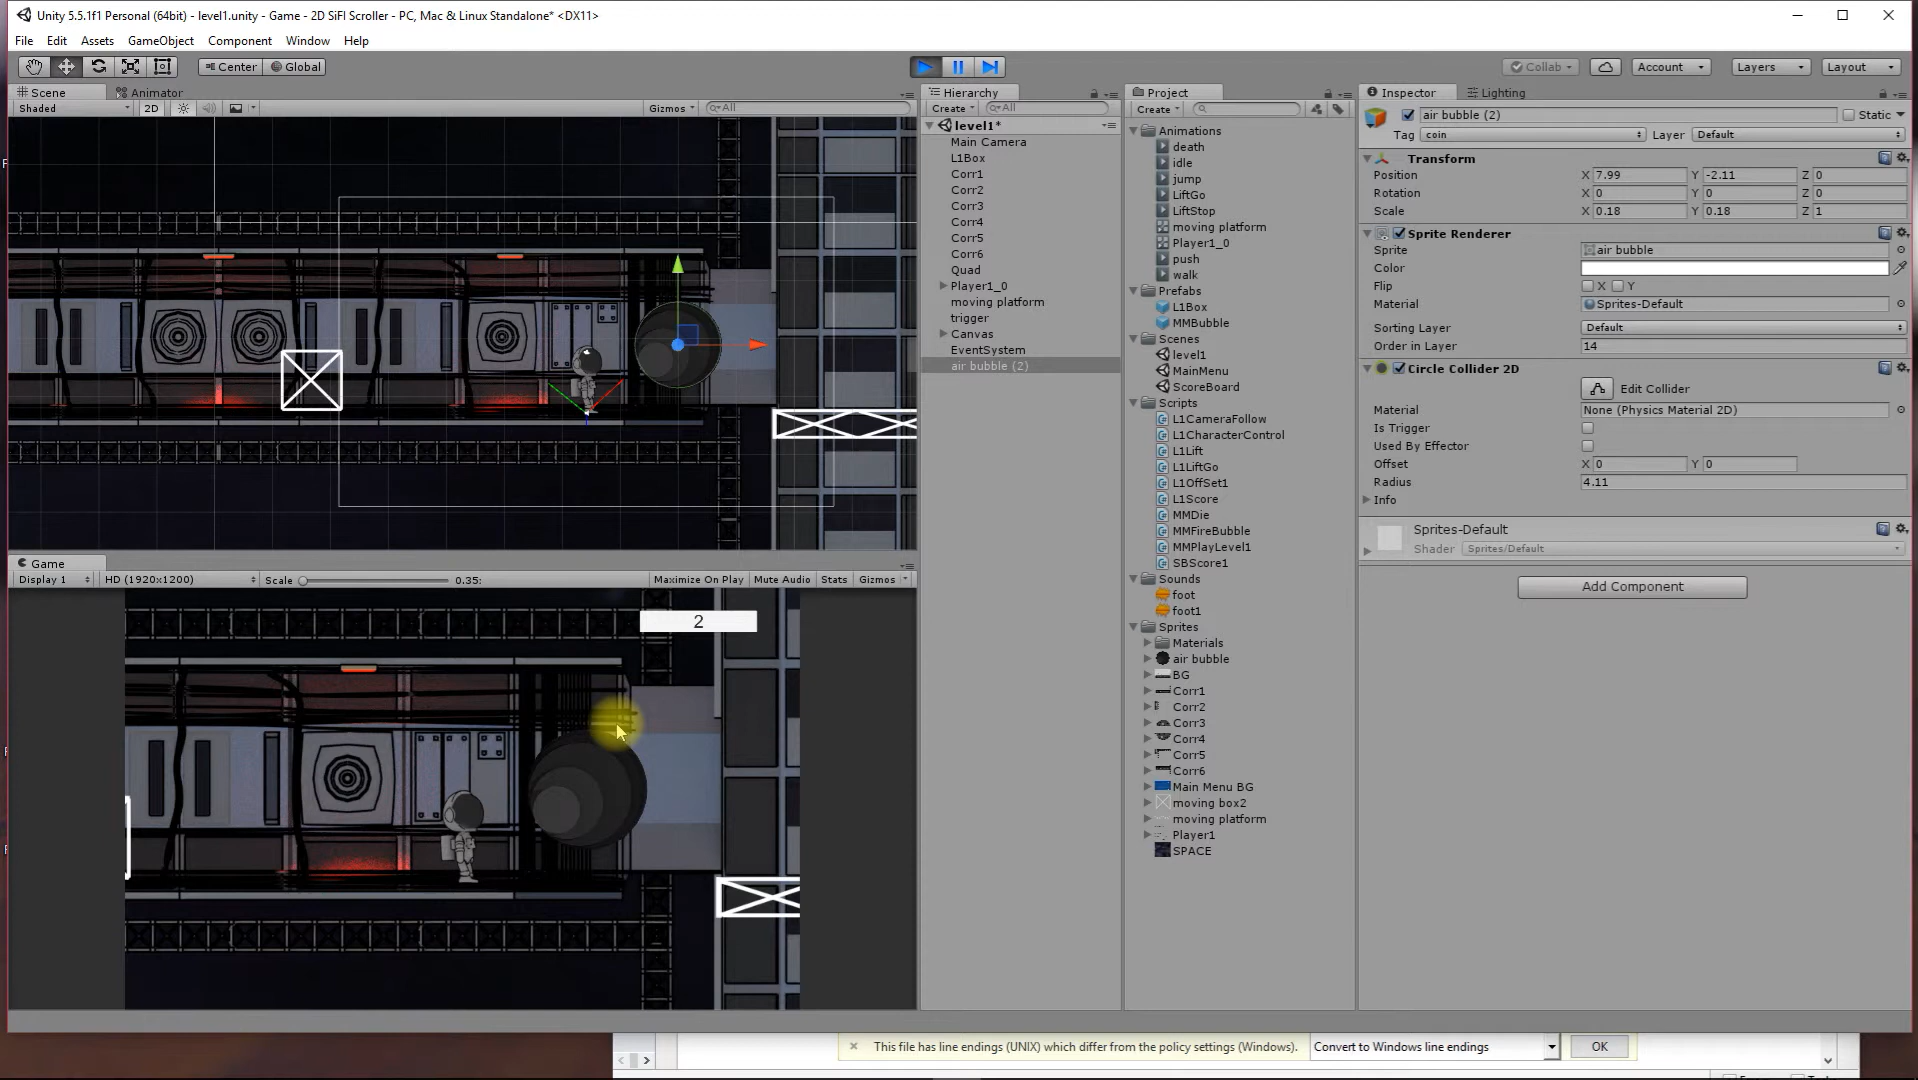 Unity 5.5.1f1 Personal (64bit) - level1.unity - Game - 2D SiFI Scroller - PC, Mac & Linux Standalone* <DX11>
File Edit Assets GameObject Component Window Help
Center Global Collab Account Layers Layout
Scene Animator
Shaded 2D Gizmos All
Game
Display 1 HD (1920x1200) Scale 0.35: Maximize On Play Mute Audio Stats Gizmos
2
Hierarchy
Create All
level1*
Main Camera
L1Box
Corr1
Corr2
Corr3
Corr4
Corr5
Corr6
Quad
Player1_0
moving platform
trigger
Canvas
EventSystem
air bubble (2)
Project
Create
Animations
death
idle
jump
LiftGo
LiftStop
moving platform
Player1_0
push
walk
Prefabs
L1Box
MMBubble
Scenes
level1
MainMenu
ScoreBoard
Scripts
L1CameraFollow
L1CharacterControl
L1Lift
L1LiftGo
L1OffSet1
L1Score
MMDie
MMFireBubble
MMPlayLevel1
SBScore1
Sounds
foot
foot1
Sprites
Materials
air bubble
BG
Corr1
Corr2
Corr3
Corr4
Corr5
Corr6
Main Menu BG
moving box2
moving platform
Player1
SPACE
Inspector Lighting
air bubble (2) Static
Tag coin Layer Default
Transform
Position X 7.99 Y -2.11 Z 0
Rotation X 0 Y 0 Z 0
Scale X 0.18 Y 0.18 Z 1
Sprite Renderer
Sprite air bubble
Color
Flip X Y
Material Sprites-Default
Sorting Layer Default
Order in Layer 14
Circle Collider 2D
Edit Collider
Material None (Physics Material 2D)
Is Trigger
Used By Effector
Offset X 0 Y 0
Radius 4.11
Info
Sprites-Default
Shader Sprites/Default
Add Component
This file has line endings (UNIX) which differ from the policy settings (Windows). Convert to Windows line endings OK